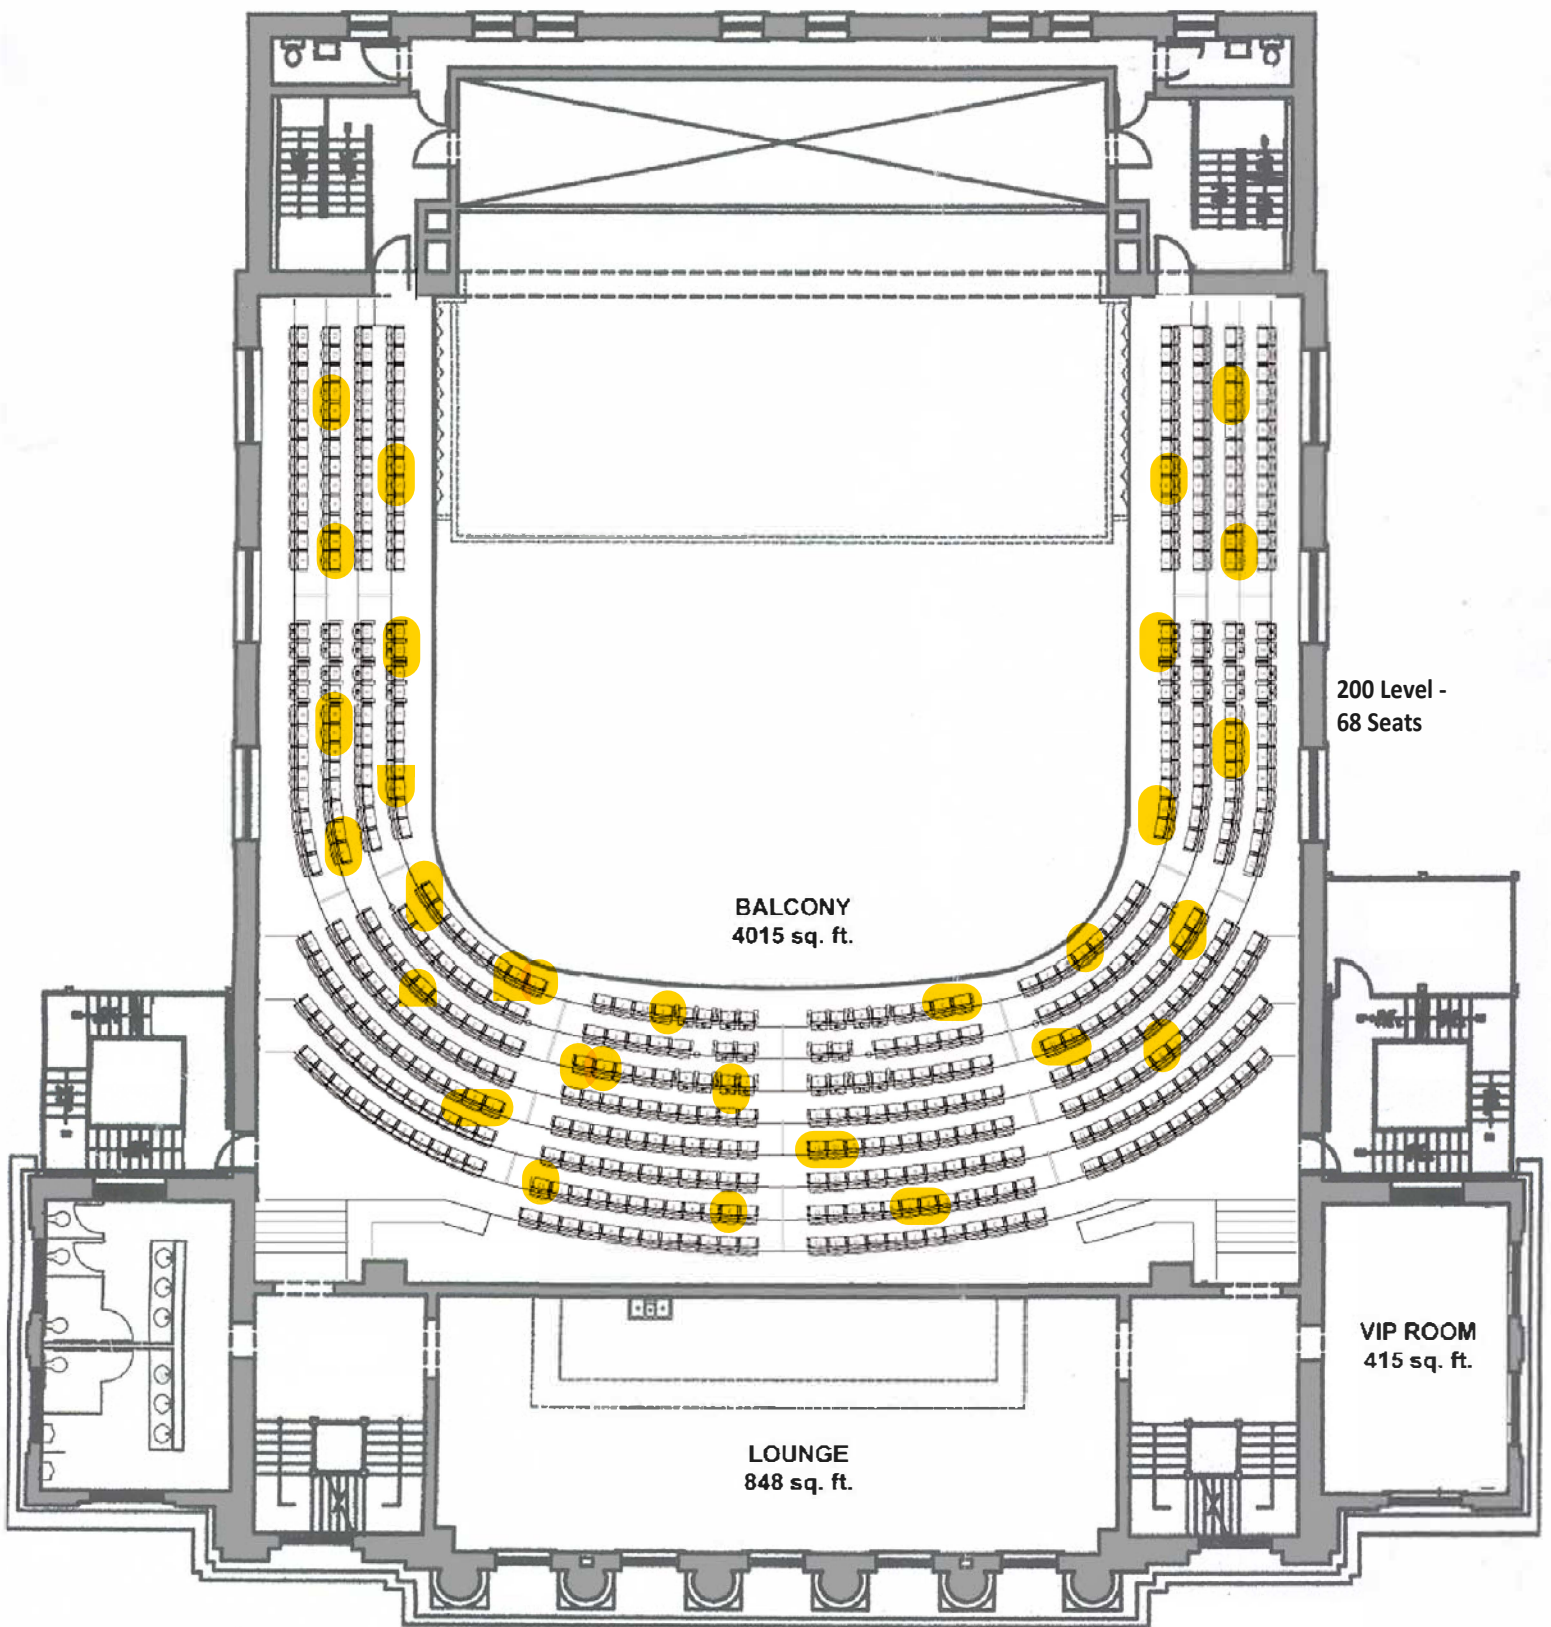 200 Level -
68 Seats
BALCONY
4015 sq. ft.
VIP ROOM
415 sq. ft.
LOUNGE
848 sq. ft.